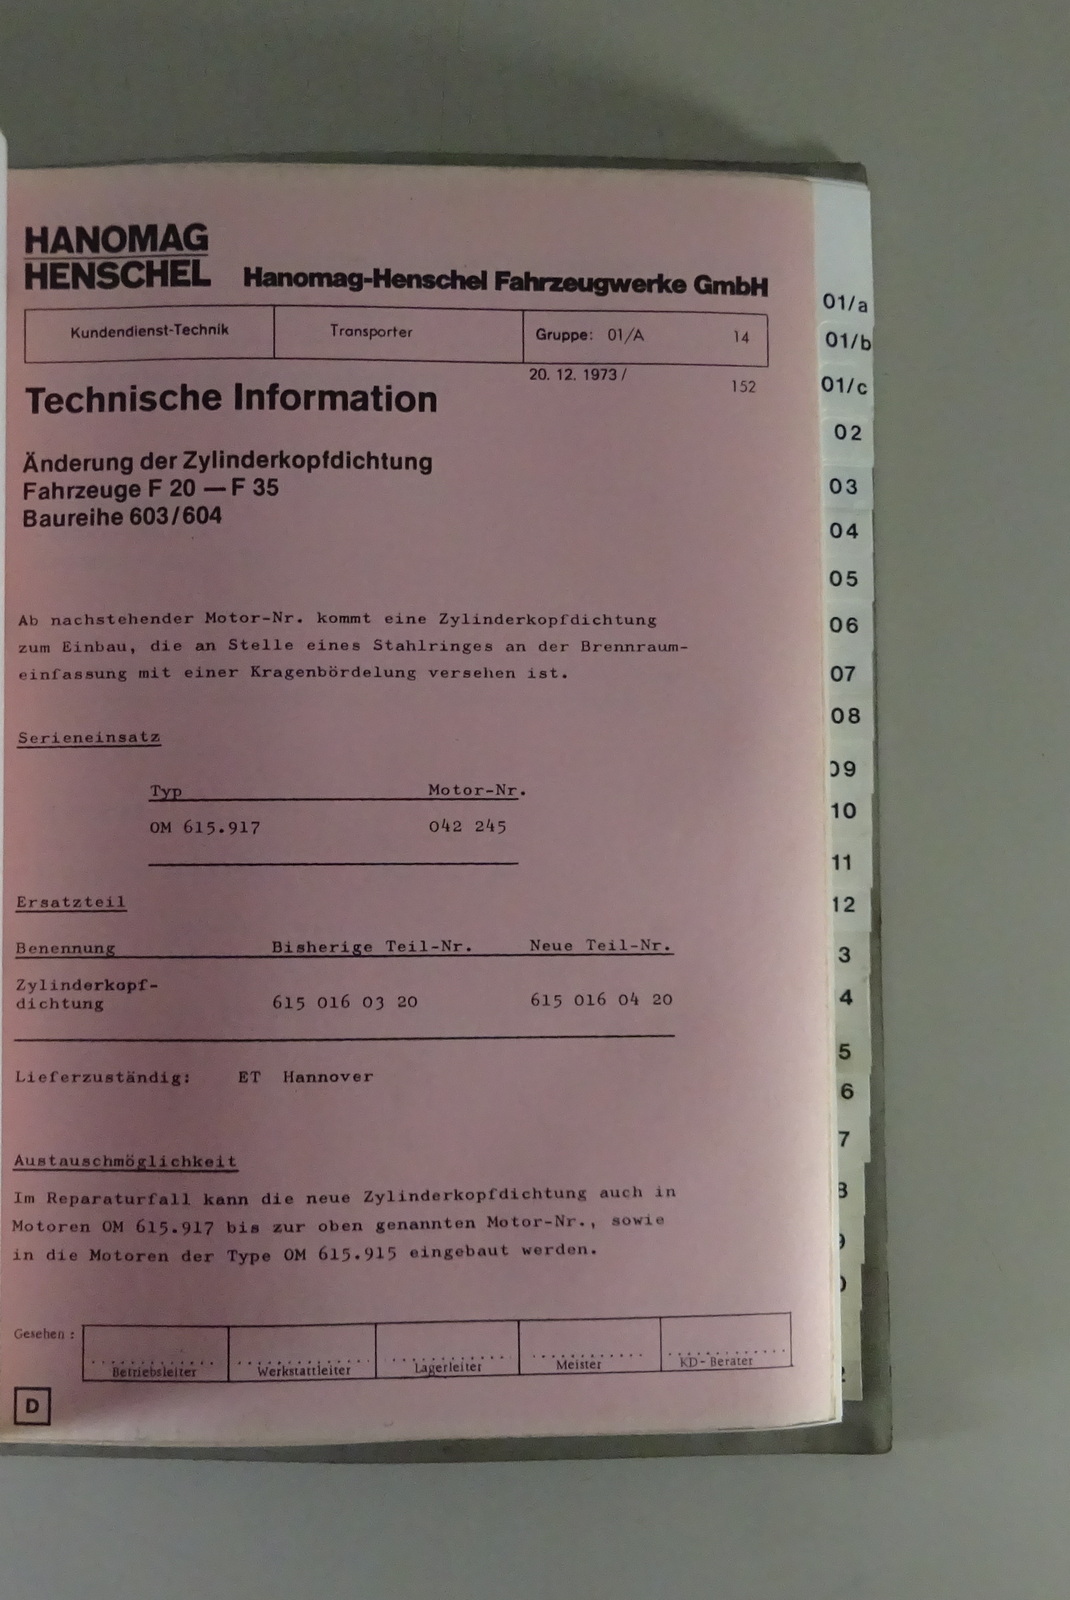 HANOMAG
HENSCHEL
Hanomag-Henschel Fahrzeugwerke GmbH
Kundendienst-Technik Transporter Gruppe: 01/A 14
20. 12. 1973 / 152
Technische Information
Änderung der Zylinderkopfdichtung
Fahrzeuge F 20 — F 35
Baureihe 603/604
Ab nachstehender Motor-Nr. kommt eine Zylinderkopfdichtung
zum Einbau, die an Stelle eines Stahlringes an der Brennraum-
einfassung mit einer Kragenbördelung versehen ist.
Serieneinsatz
Typ Motor-Nr.
OM 615.917 042 245
Ersatzteil
Benennung Bisherige Teil-Nr. Neue Teil-Nr.
Zylinderkopf-
dichtung 615 016 03 20 615 016 04 20
Lieferzuständig: ET Hannover
Austauschmöglichkeit
Im Reparaturfall kann die neue Zylinderkopfdichtung auch in
Motoren OM 615.917 bis zur oben genannten Motor-Nr., sowie
in die Motoren der Type OM 615.915 eingebaut werden.
Gesehen :
Betriebsleiter Werkstattleiter Lagerleiter Meister KD-Berater
D
01/a
01/b
01/c
02
03
04
05
06
07
08
09
10
11
12
3
4
5
6
7